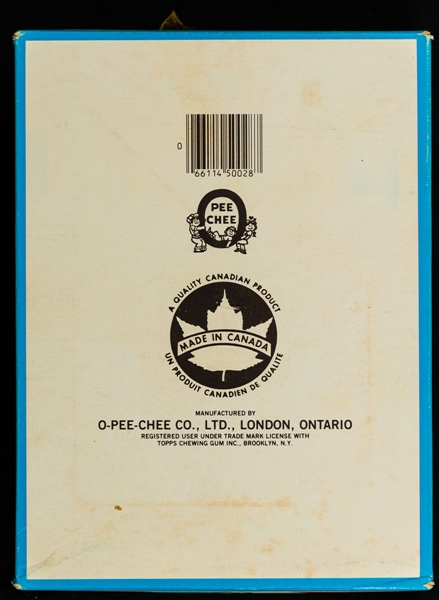 0
66114 50028
PEE
CHEE
A QUALITY CANADIAN PRODUCT
MADE IN CANADA
UN PRODUIT CANADIEN DE QUALITE
MANUFACTURED BY
O-PEE-CHEE CO., LTD., LONDON, ONTARIO
REGISTERED USER UNDER TRADE MARK LICENSE WITH
TOPPS CHEWING GUM INC., BROOKLYN, N.Y.